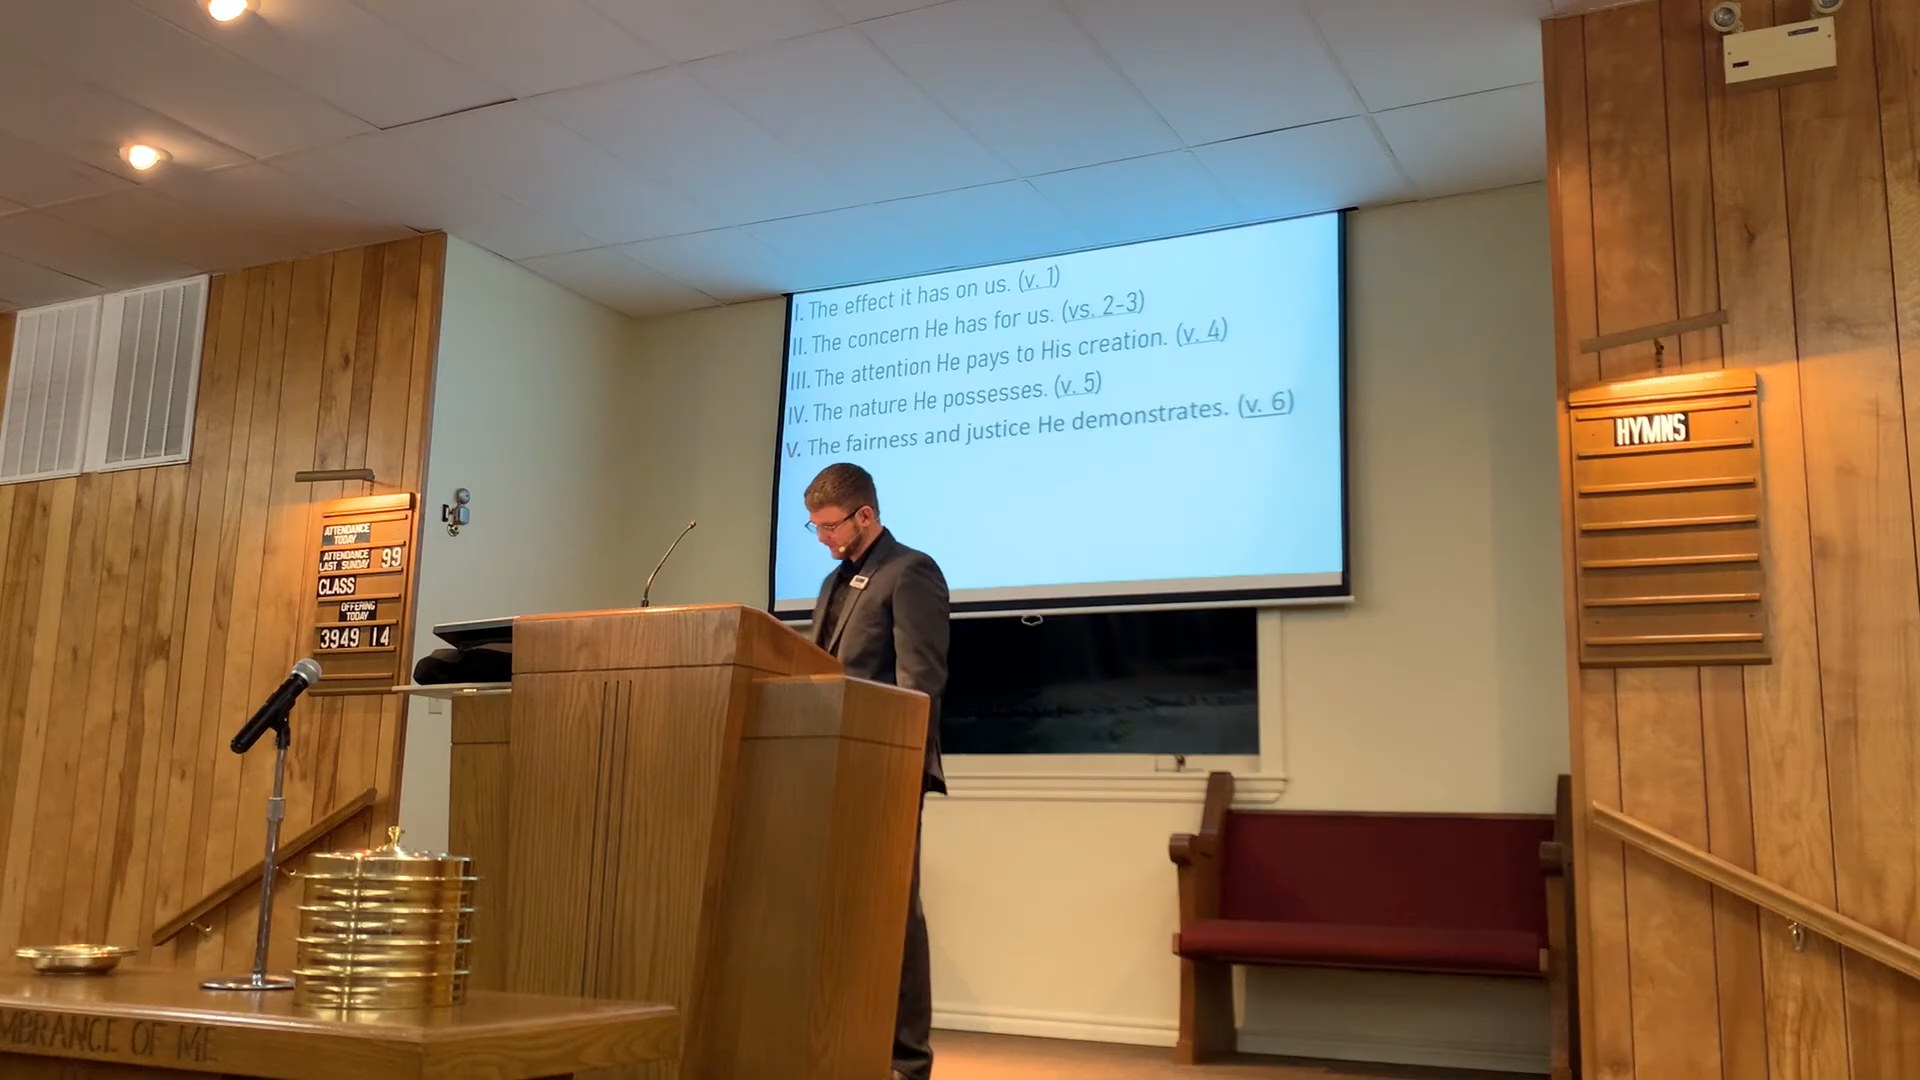 I. The effect it has on us. (v. 1)
II. The concern He has for us. (vs. 2-3)
III. The attention He pays to His creation. (v. 4)
IV. The nature He possesses. (v. 5)
V. The fairness and justice He demonstrates. (v. 6)
HYMNS
ATTENDANCE
TODAY
ATTENDANCE
LAST SUNDAY 99
CLASS
OFFERING
TODAY
3949 14
MBRANCE OF ME